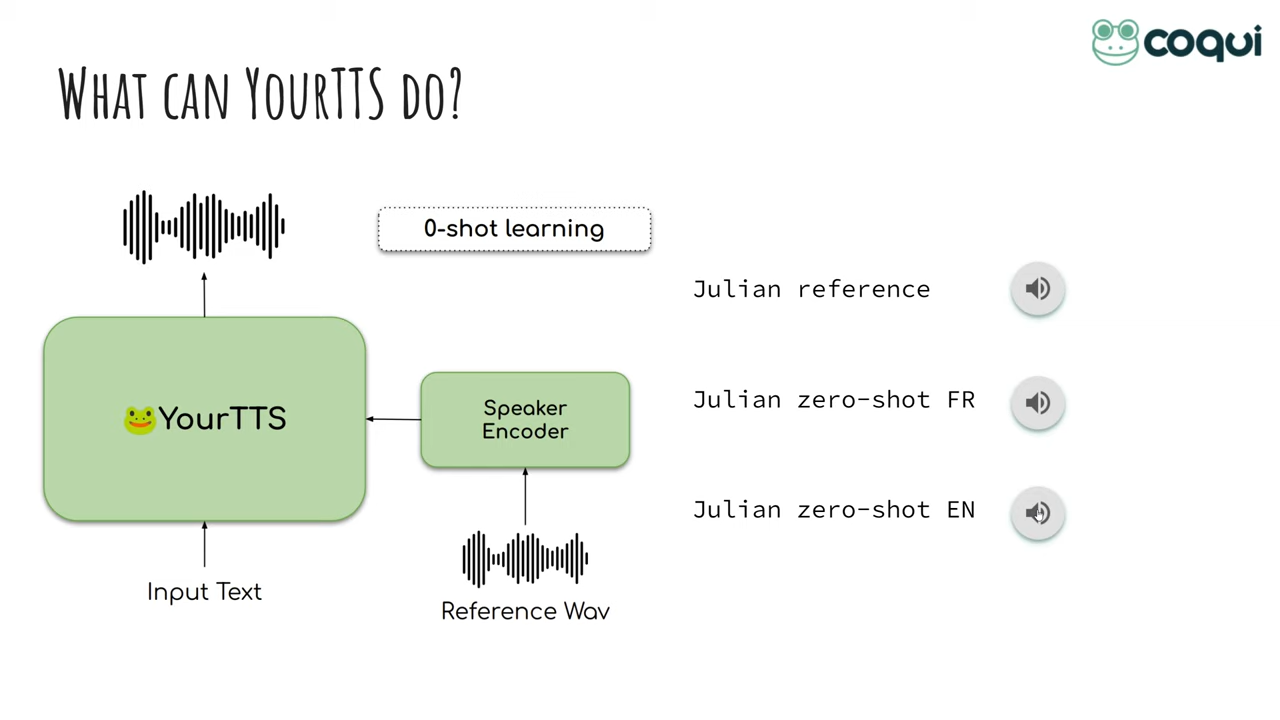 coqui
What can YourTTS do?
0-shot learning
Julian reference
Julian zero-shot FR
Julian zero-shot EN
🐸YourTTS
Speaker
Encoder
Input Text
Reference Wav